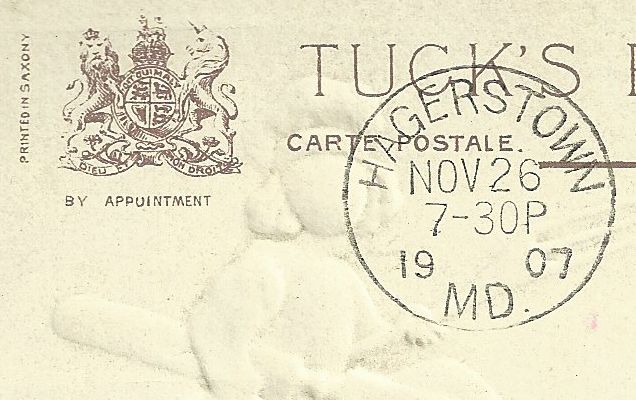 PRINTED IN SAXONY
DIEU ET MON DROIT
BY APPOINTMENT
TUCK'S
CARTE POSTALE.
HAGERSTOWN
NOV 26
7-30P
19 07
MD.